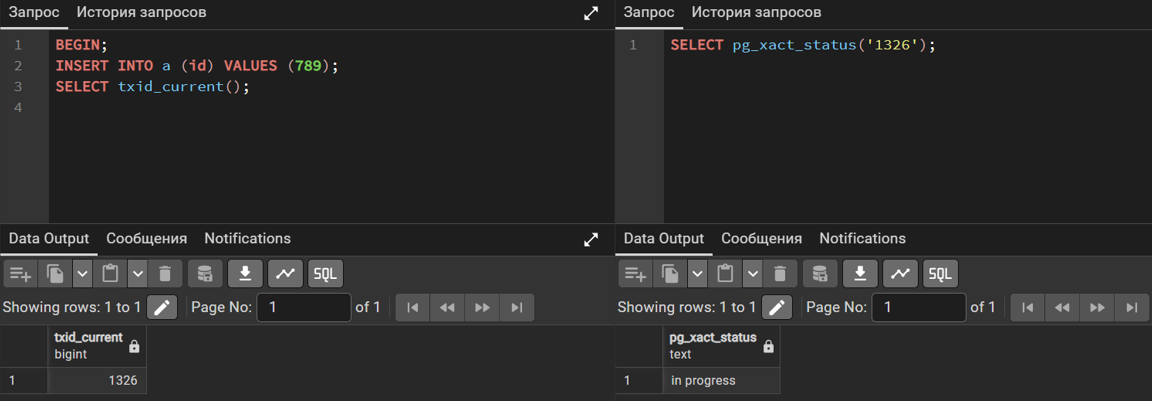 Запрос История запросов
1 BEGIN;
2 INSERT INTO a (id) VALUES (789);
3 SELECT txid_current();
4
Data Output Сообщения Notifications
SQL
Showing rows: 1 to 1 Page No: 1 of 1
txid_current
bigint
1 1326
Запрос История запросов
1 SELECT pg_xact_status('1326');
Data Output Сообщения Notifications
SQL
Showing rows: 1 to 1 Page No: 1 of 1
pg_xact_status
text
1 in progress